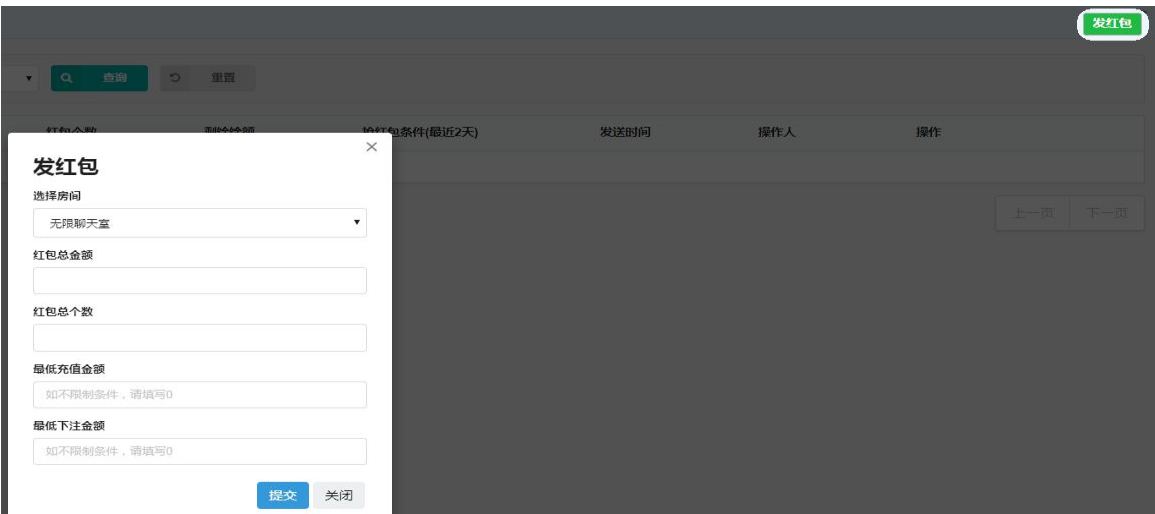 发红包
查询
重置
红包个数
剩余金额
抢红包条件(最近2天)
发送时间
操作人
操作
上一页
下一页
发红包
选择房间
无限聊天室
红包总金额
红包总个数
最低充值金额
如不限制条件，请填写0
最低下注金额
如不限制条件，请填写0
提交
关闭